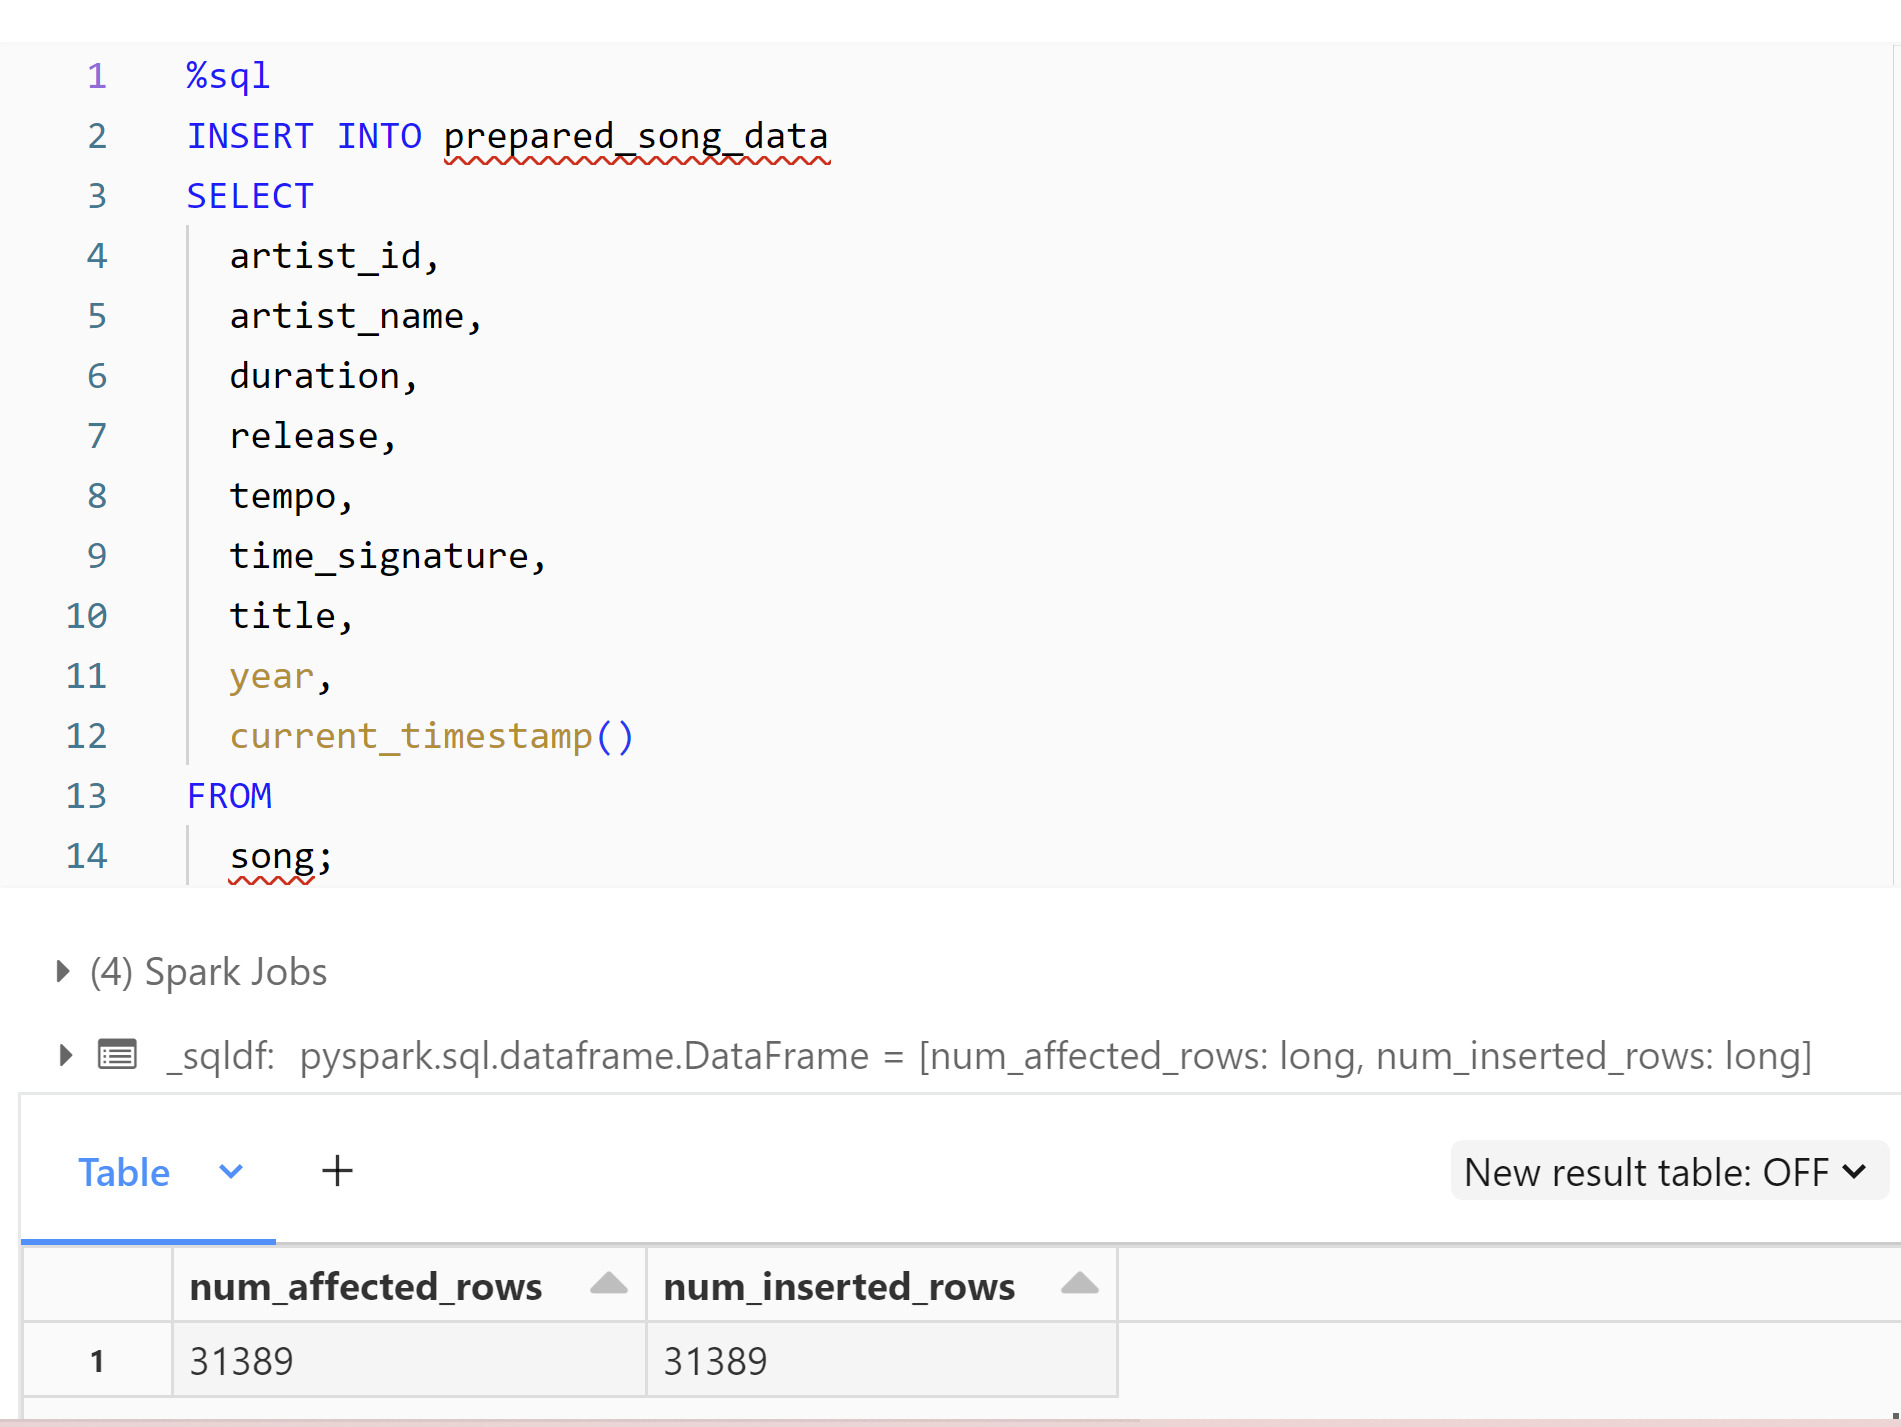 1 %sql
2 INSERT INTO prepared_song_data
3 SELECT
4 artist_id,
5 artist_name,
6 duration,
7 release,
8 tempo,
9 time_signature,
10 title,
11 year,
12 current_timestamp()
13 FROM
14 song;
(4) Spark Jobs
_sqldf: pyspark.sql.dataframe.DataFrame = [num_affected_rows: long, num_inserted_rows: long]
Table + New result table: OFF
num_affected_rows num_inserted_rows
1 31389 31389